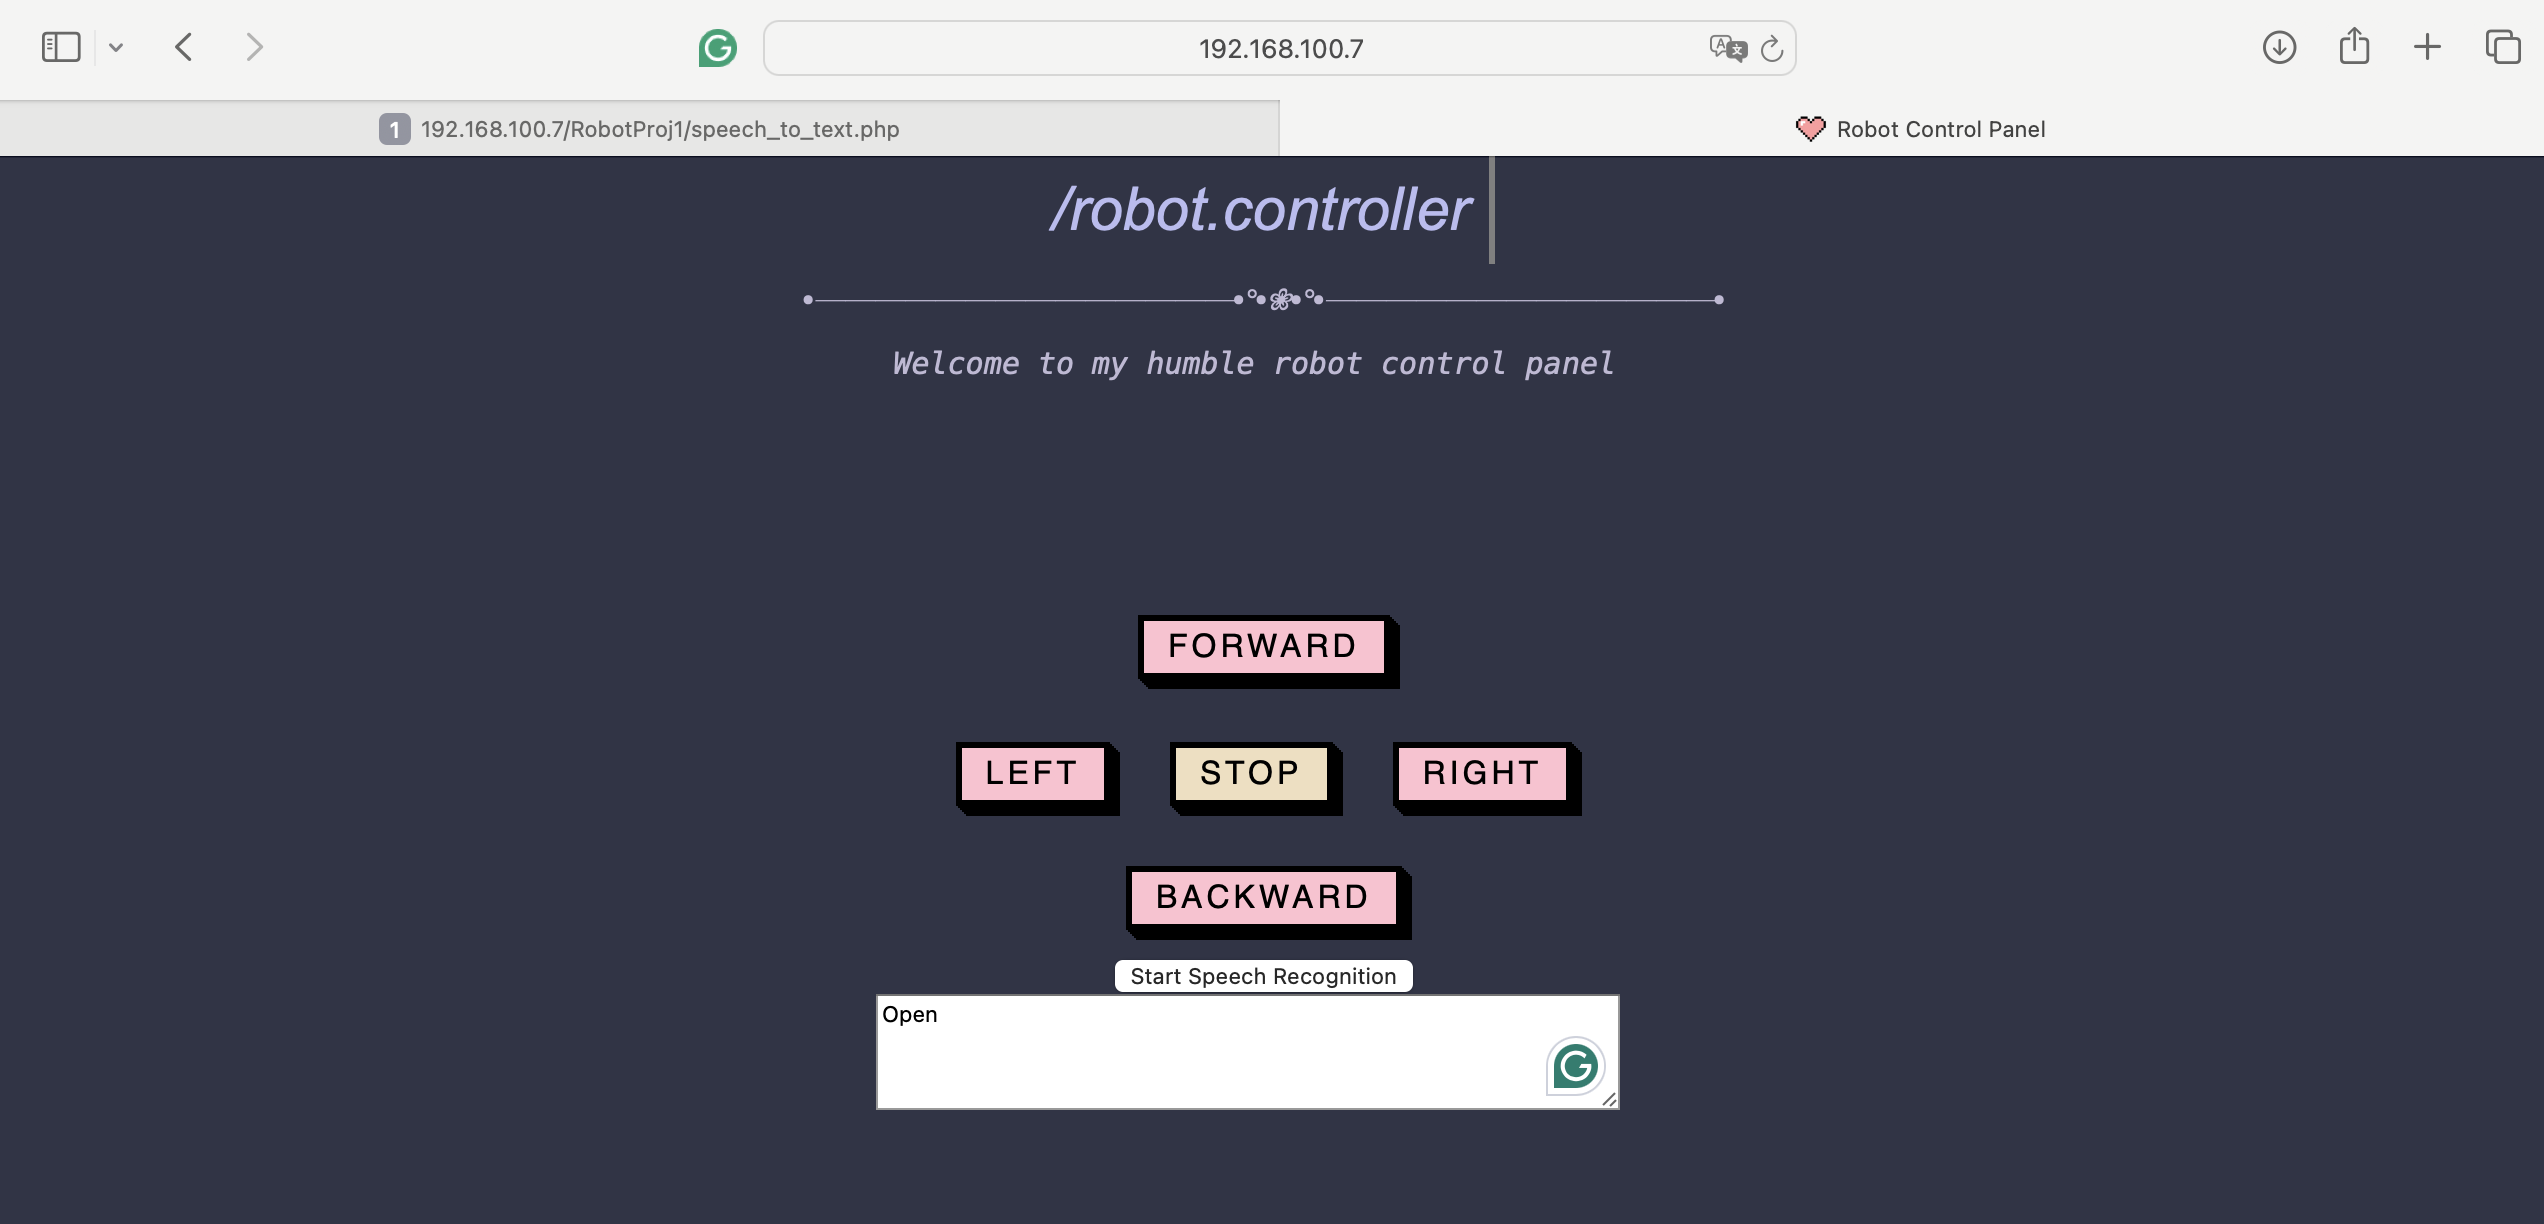 192.168.100.7
1 192.168.100.7/RobotProj1/speech_to_text.php
Robot Control Panel
/robot.controller
Welcome to my humble robot control panel
FORWARD
LEFT STOP RIGHT
BACKWARD
Start Speech Recognition
Open